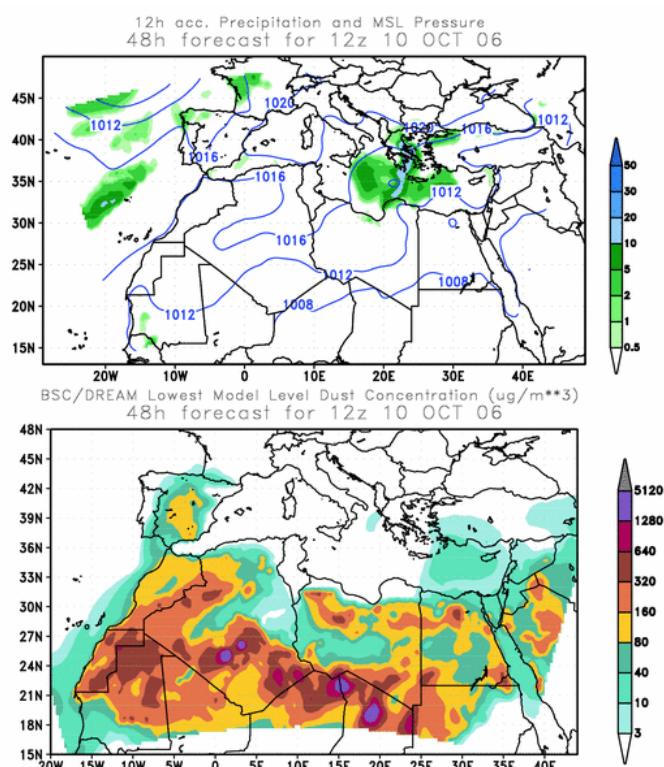 12h acc. Precipitation and MSL Pressure
48h forecast for 12z 10 OCT 06
45N
40N
35N
30N
25N
20N
15N
20W
10W
0
10E
20E
30E
40E
1012
1020
1016
1016
1016
1012
1012
1008
1020
1016
1012
1012
1008
50
30
20
10
5
2
1
0.5
BSC/DREAM Lowest Model Level Dust Concentration (ug/m**3)
48h forecast for 12z 10 OCT 06
48N
45N
42N
39N
36N
33N
30N
27N
24N
21N
18N
15N
20W
15W
10W
5W
0
5E
10E
15E
20E
25E
30E
35E
40E
5120
1280
640
320
160
80
40
10
3